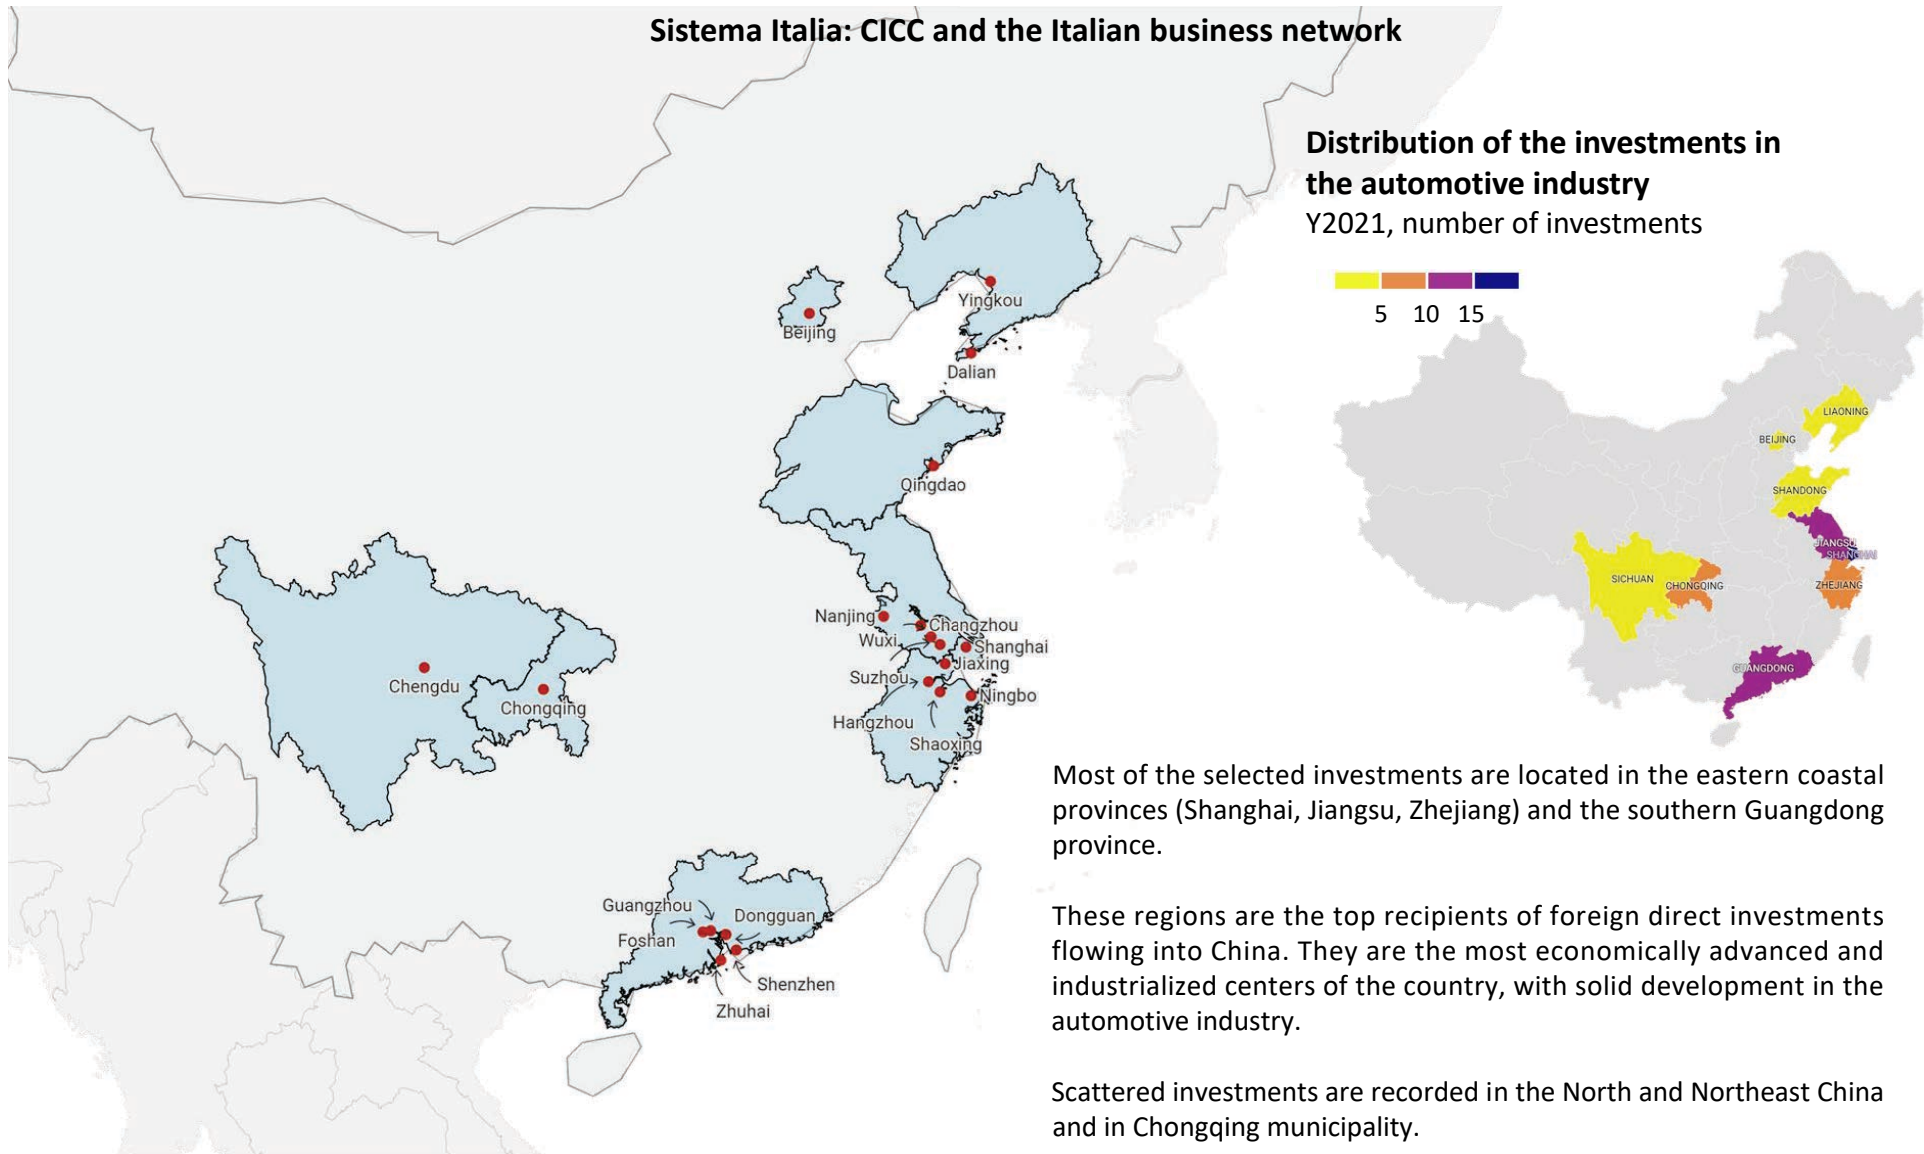 Sistema Italia: CICC and the Italian business network
Distribution of the investments in
the automotive industry
Y2021, number of investments
5 10 15
Yingkou
Beijing
Dalian
Qingdao
Nanjing
Changzhou
Wuxi
Shanghai
Jiaxing
Suzhou
Ningbo
Hangzhou
Shaoxing
Chengdu
Chongqing
Guangzhou
Dongguan
Foshan
Shenzhen
Zhuhai
LIAONING
BEIJING
SHANDONG
JIANGSU
SHANGHAI
SICHUAN
CHONGQING
ZHEJIANG
GUANGDONG
Most of the selected investments are located in the eastern coastal
provinces (Shanghai, Jiangsu, Zhejiang) and the southern Guangdong
province.
These regions are the top recipients of foreign direct investments
flowing into China. They are the most economically advanced and
industrialized centers of the country, with solid development in the
automotive industry.
Scattered investments are recorded in the North and Northeast China
and in Chongqing municipality.